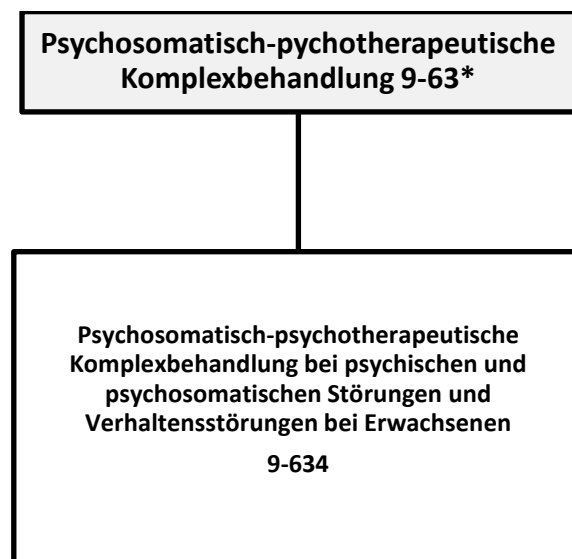 Psychosomatisch-pychotherapeutische
Komplexbehandlung 9-63*
Psychosomatisch-psychotherapeutische
Komplexbehandlung bei psychischen und
psychosomatischen Störungen und
Verhaltensstörungen bei Erwachsenen
9-634